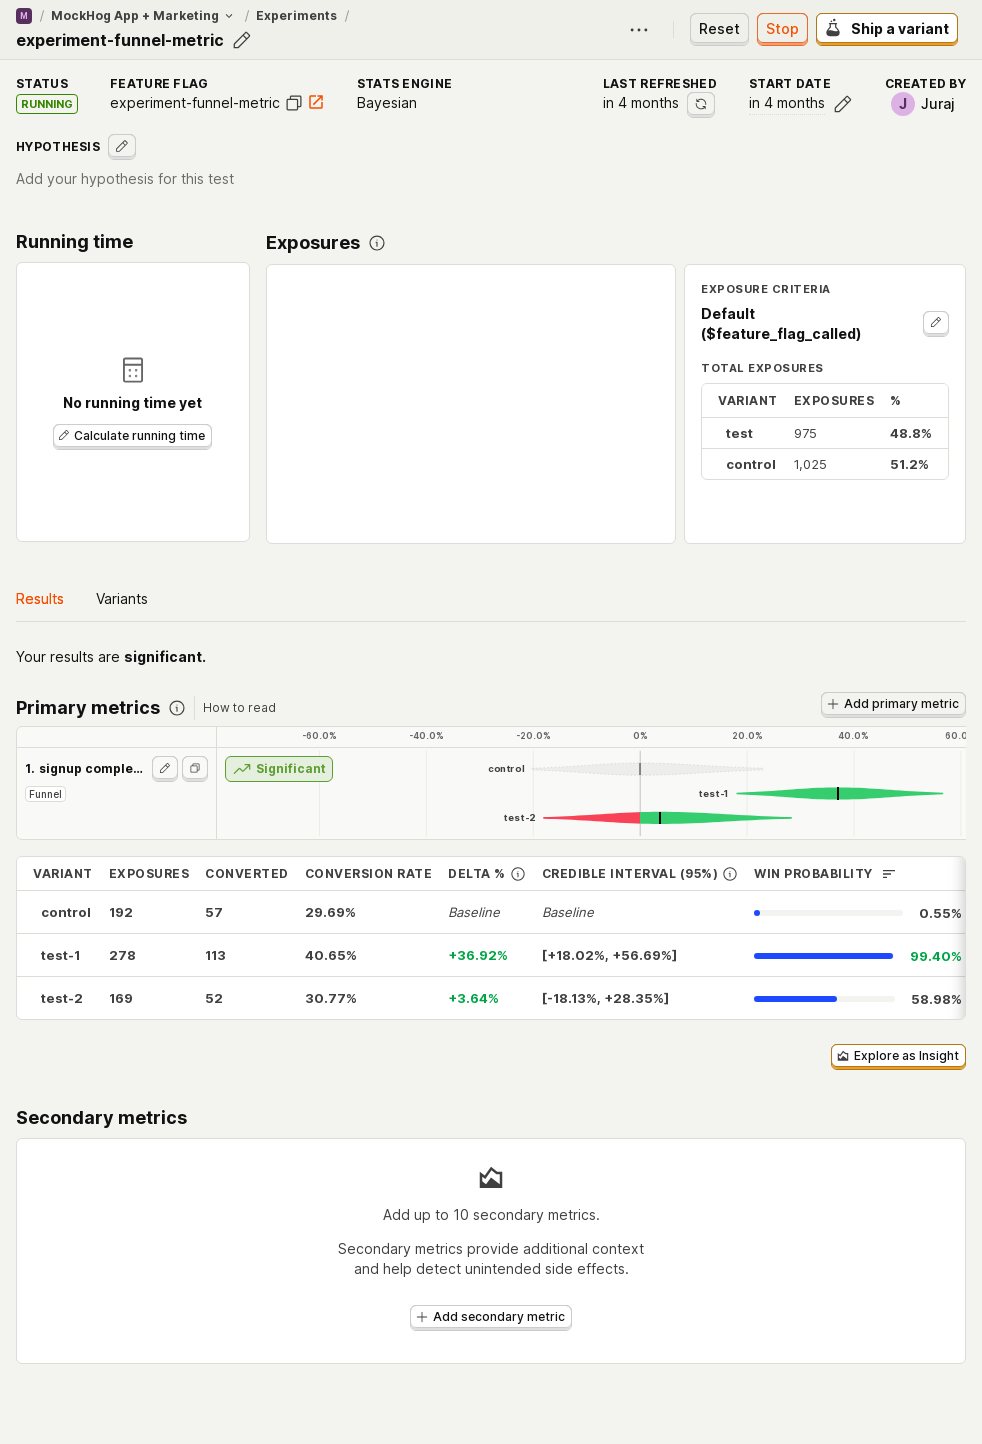 M / MockHog App + Marketing / Experiments /
experiment-funnel-metric
Reset
Stop
Ship a variant
STATUS
RUNNING
FEATURE FLAG
experiment-funnel-metric
STATS ENGINE
Bayesian
LAST REFRESHED
in 4 months
START DATE
in 4 months
CREATED BY
J Juraj
HYPOTHESIS
Add your hypothesis for this test
Running time
No running time yet
Calculate running time
Exposures
EXPOSURE CRITERIA
Default
($feature_flag_called)
TOTAL EXPOSURES
VARIANT EXPOSURES %
test 975 48.8%
control 1,025 51.2%
Results Variants
Your results are significant.
Primary metrics How to read
Add primary metric
-60.0% -40.0% -20.0% 0% 20.0% 40.0% 60.0
1. signup comple...
Funnel
Significant
control
test-1
test-2
VARIANT EXPOSURES CONVERTED CONVERSION RATE DELTA % CREDIBLE INTERVAL (95%) WIN PROBABILITY
control 192 57 29.69% Baseline Baseline 0.55%
test-1 278 113 40.65% +36.92% [+18.02%, +56.69%] 99.40%
test-2 169 52 30.77% +3.64% [-18.13%, +28.35%] 58.98%
Explore as Insight
Secondary metrics
Add up to 10 secondary metrics.
Secondary metrics provide additional context
and help detect unintended side effects.
Add secondary metric